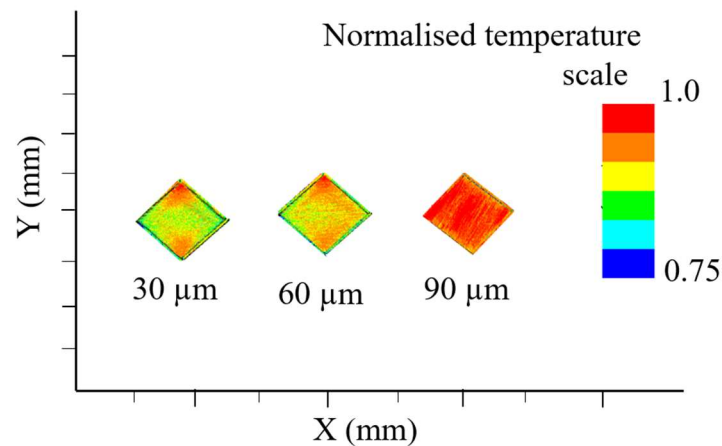 Normalised temperature
scale
1.0
0.75
Y (mm)
30 µm
60 µm
90 µm
X (mm)